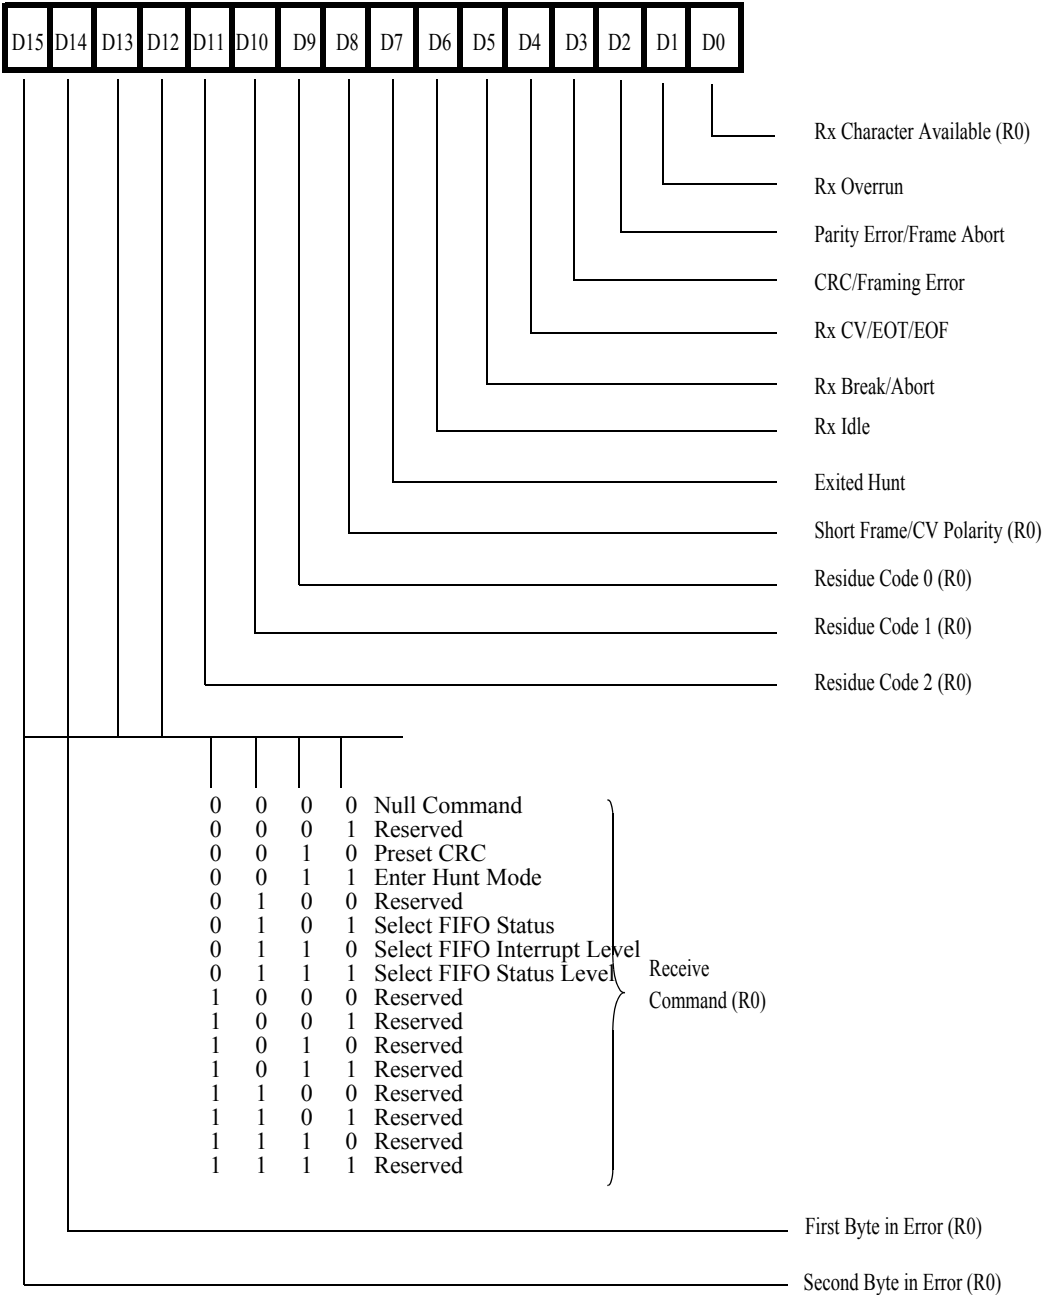 D15 D14 D13 D12 D11 D10 D9 D8 D7 D6 D5 D4 D3 D2 D1 D0
Rx Character Available (R0)
Rx Overrun
Parity Error/Frame Abort
CRC/Framing Error
Rx CV/EOT/EOF
Rx Break/Abort
Rx Idle
Exited Hunt
Short Frame/CV Polarity (R0)
Residue Code 0 (R0)
Residue Code 1 (R0)
Residue Code 2 (R0)
0 0 0 0 Null Command
0 0 0 1 Reserved
0 0 1 0 Preset CRC
0 0 1 1 Enter Hunt Mode
0 1 0 0 Reserved
0 1 0 1 Select FIFO Status
0 1 1 0 Select FIFO Interrupt Level
0 1 1 1 Select FIFO Status Level
1 0 0 0 Reserved
1 0 0 1 Reserved
1 0 1 0 Reserved
1 0 1 1 Reserved
1 1 0 0 Reserved
1 1 0 1 Reserved
1 1 1 0 Reserved
1 1 1 1 Reserved
Receive
Command (R0)
First Byte in Error (R0)
Second Byte in Error (R0)